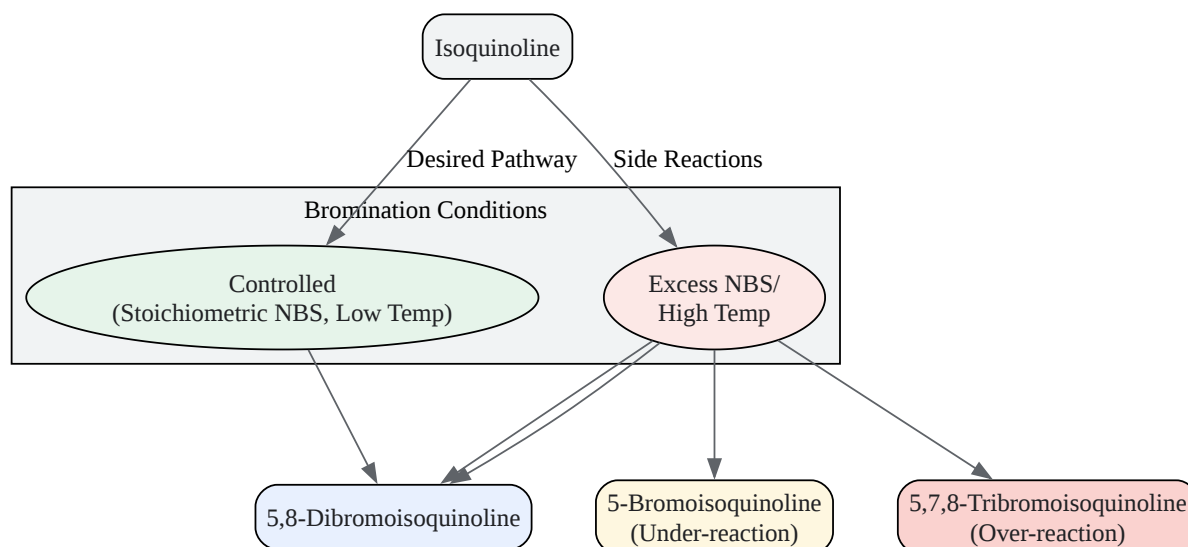 Isoquinoline
Desired Pathway
Side Reactions
Bromination Conditions
Controlled
(Stoichiometric NBS, Low Temp)
Excess NBS/
High Temp
5,8-Dibromoisoquinoline
5-Bromoisoquinoline
(Under-reaction)
5,7,8-Tribromoisoquinoline
(Over-reaction)